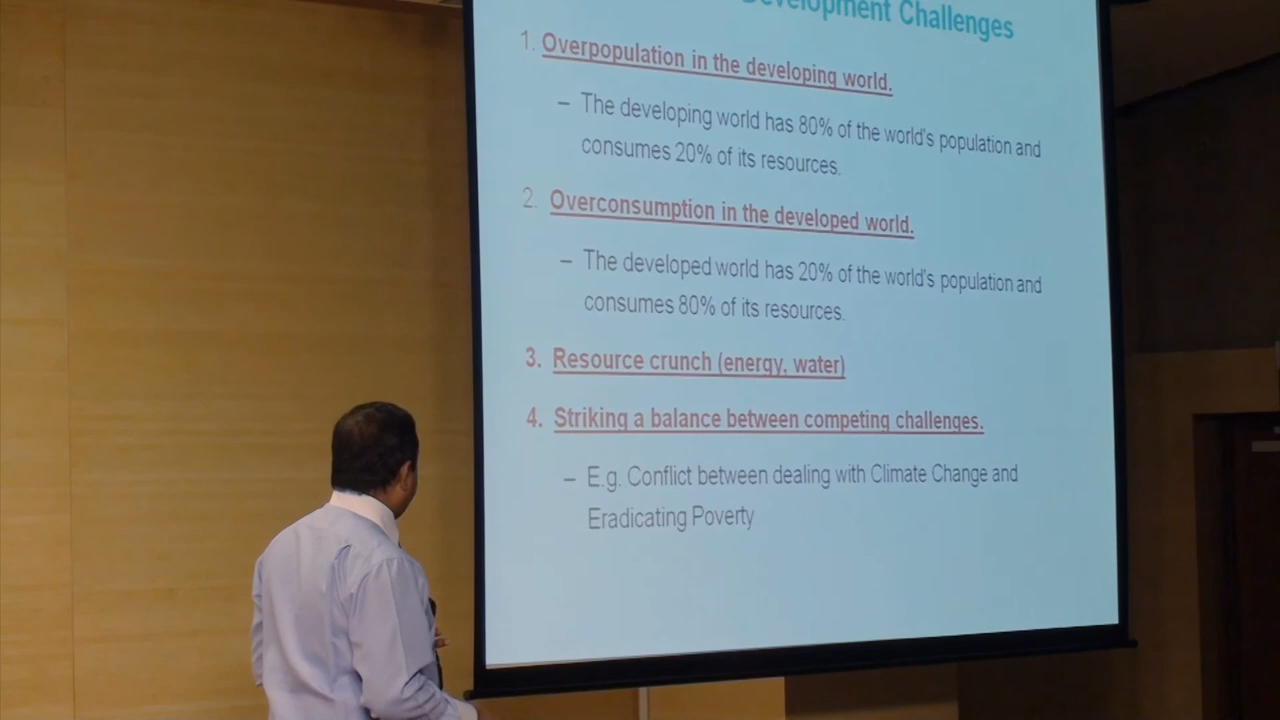 Development Challenges
1. Overpopulation in the developing world.
– The developing world has 80% of the world's population and
consumes 20% of its resources.
2. Overconsumption in the developed world.
– The developed world has 20% of the world's population and
consumes 80% of its resources.
3. Resource crunch (energy, water)
4. Striking a balance between competing challenges.
– E.g. Conflict between dealing with Climate Change and
Eradicating Poverty